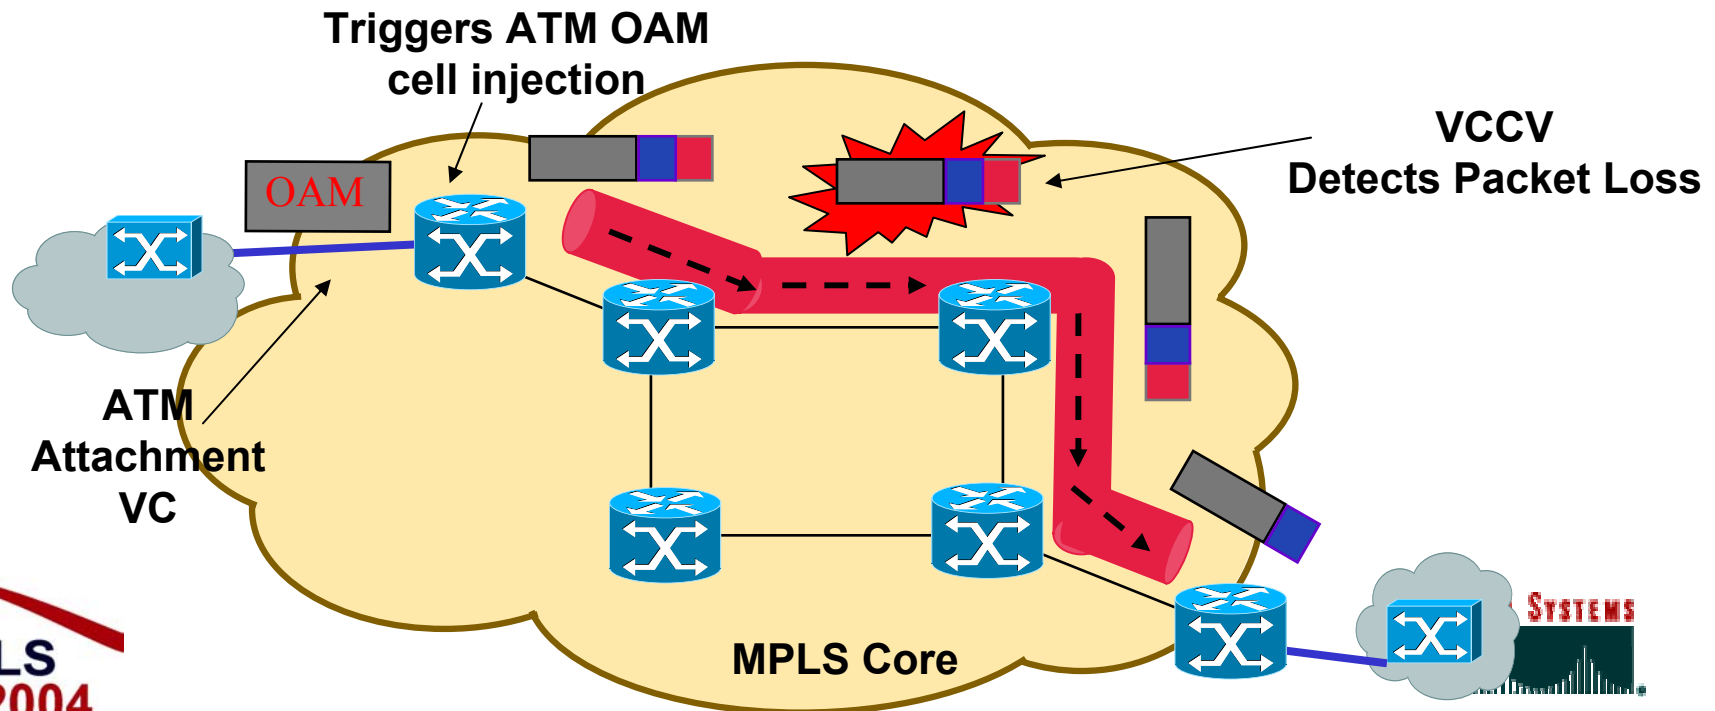 Triggers ATM OAM
cell injection
VCCV
Detects Packet Loss
OAM
ATM
Attachment
VC
MPLS Core
SYSTEMS
LS
2004